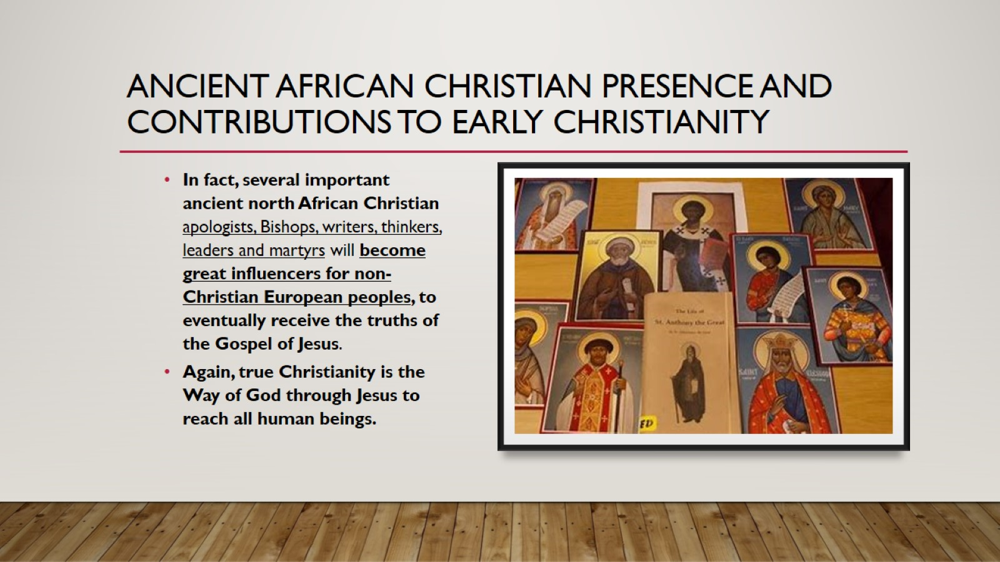 ANCIENT AFRICAN CHRISTIAN PRESENCE AND
CONTRIBUTIONS TO EARLY CHRISTIANITY
• In fact, several important
ancient north African Christian
apologists, Bishops, writers, thinkers,
leaders and martyrs will become
great influencers for non-
Christian European peoples, to
eventually receive the truths of
the Gospel of Jesus.
• Again, true Christianity is the
Way of God through Jesus to
reach all human beings.
The Life of
St. Anthony the Great
SAINT
ED